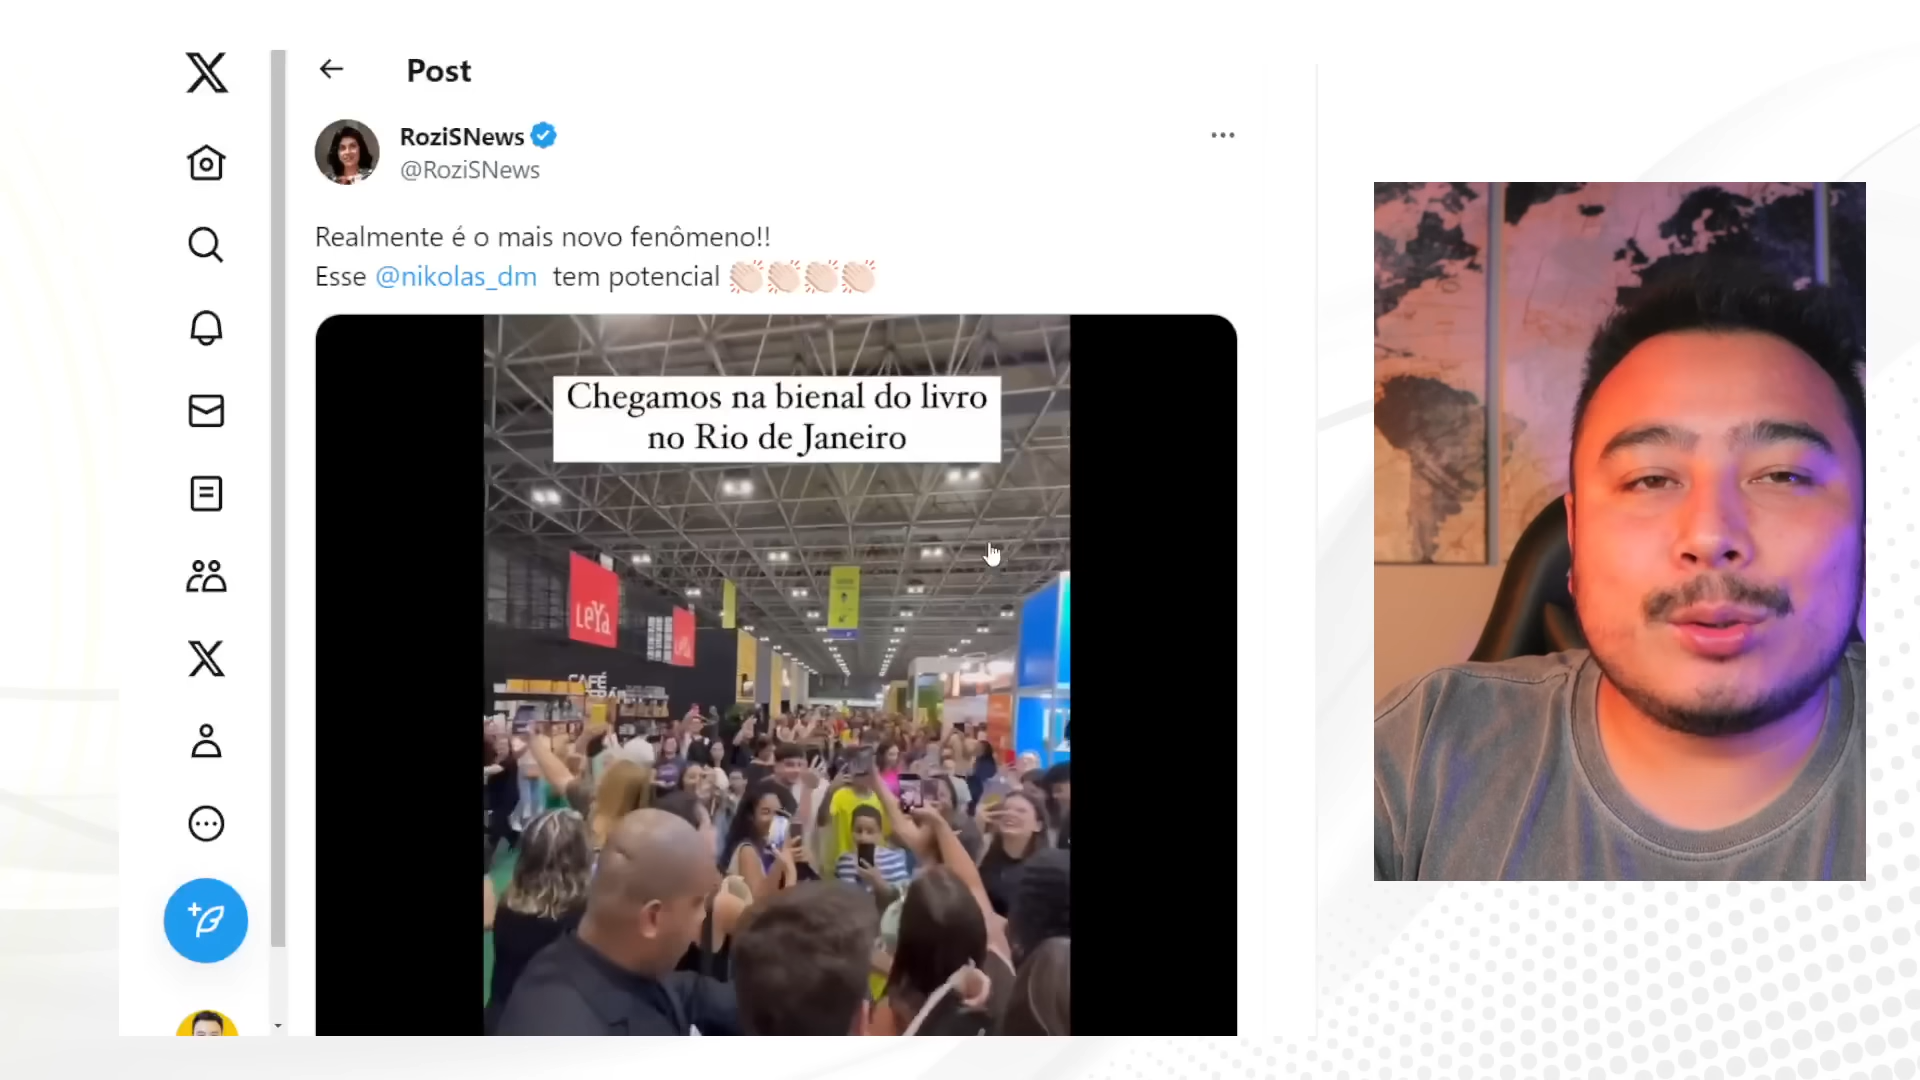 Post
RoziSNews
@RoziSNews
Realmente é o mais novo fenômeno!!
Esse @nikolas_dm tem potencial 👏🏻👏🏻👏🏻👏🏻
Chegamos na bienal do livro
no Rio de Janeiro
LeYa
LeYa
CAFÉ